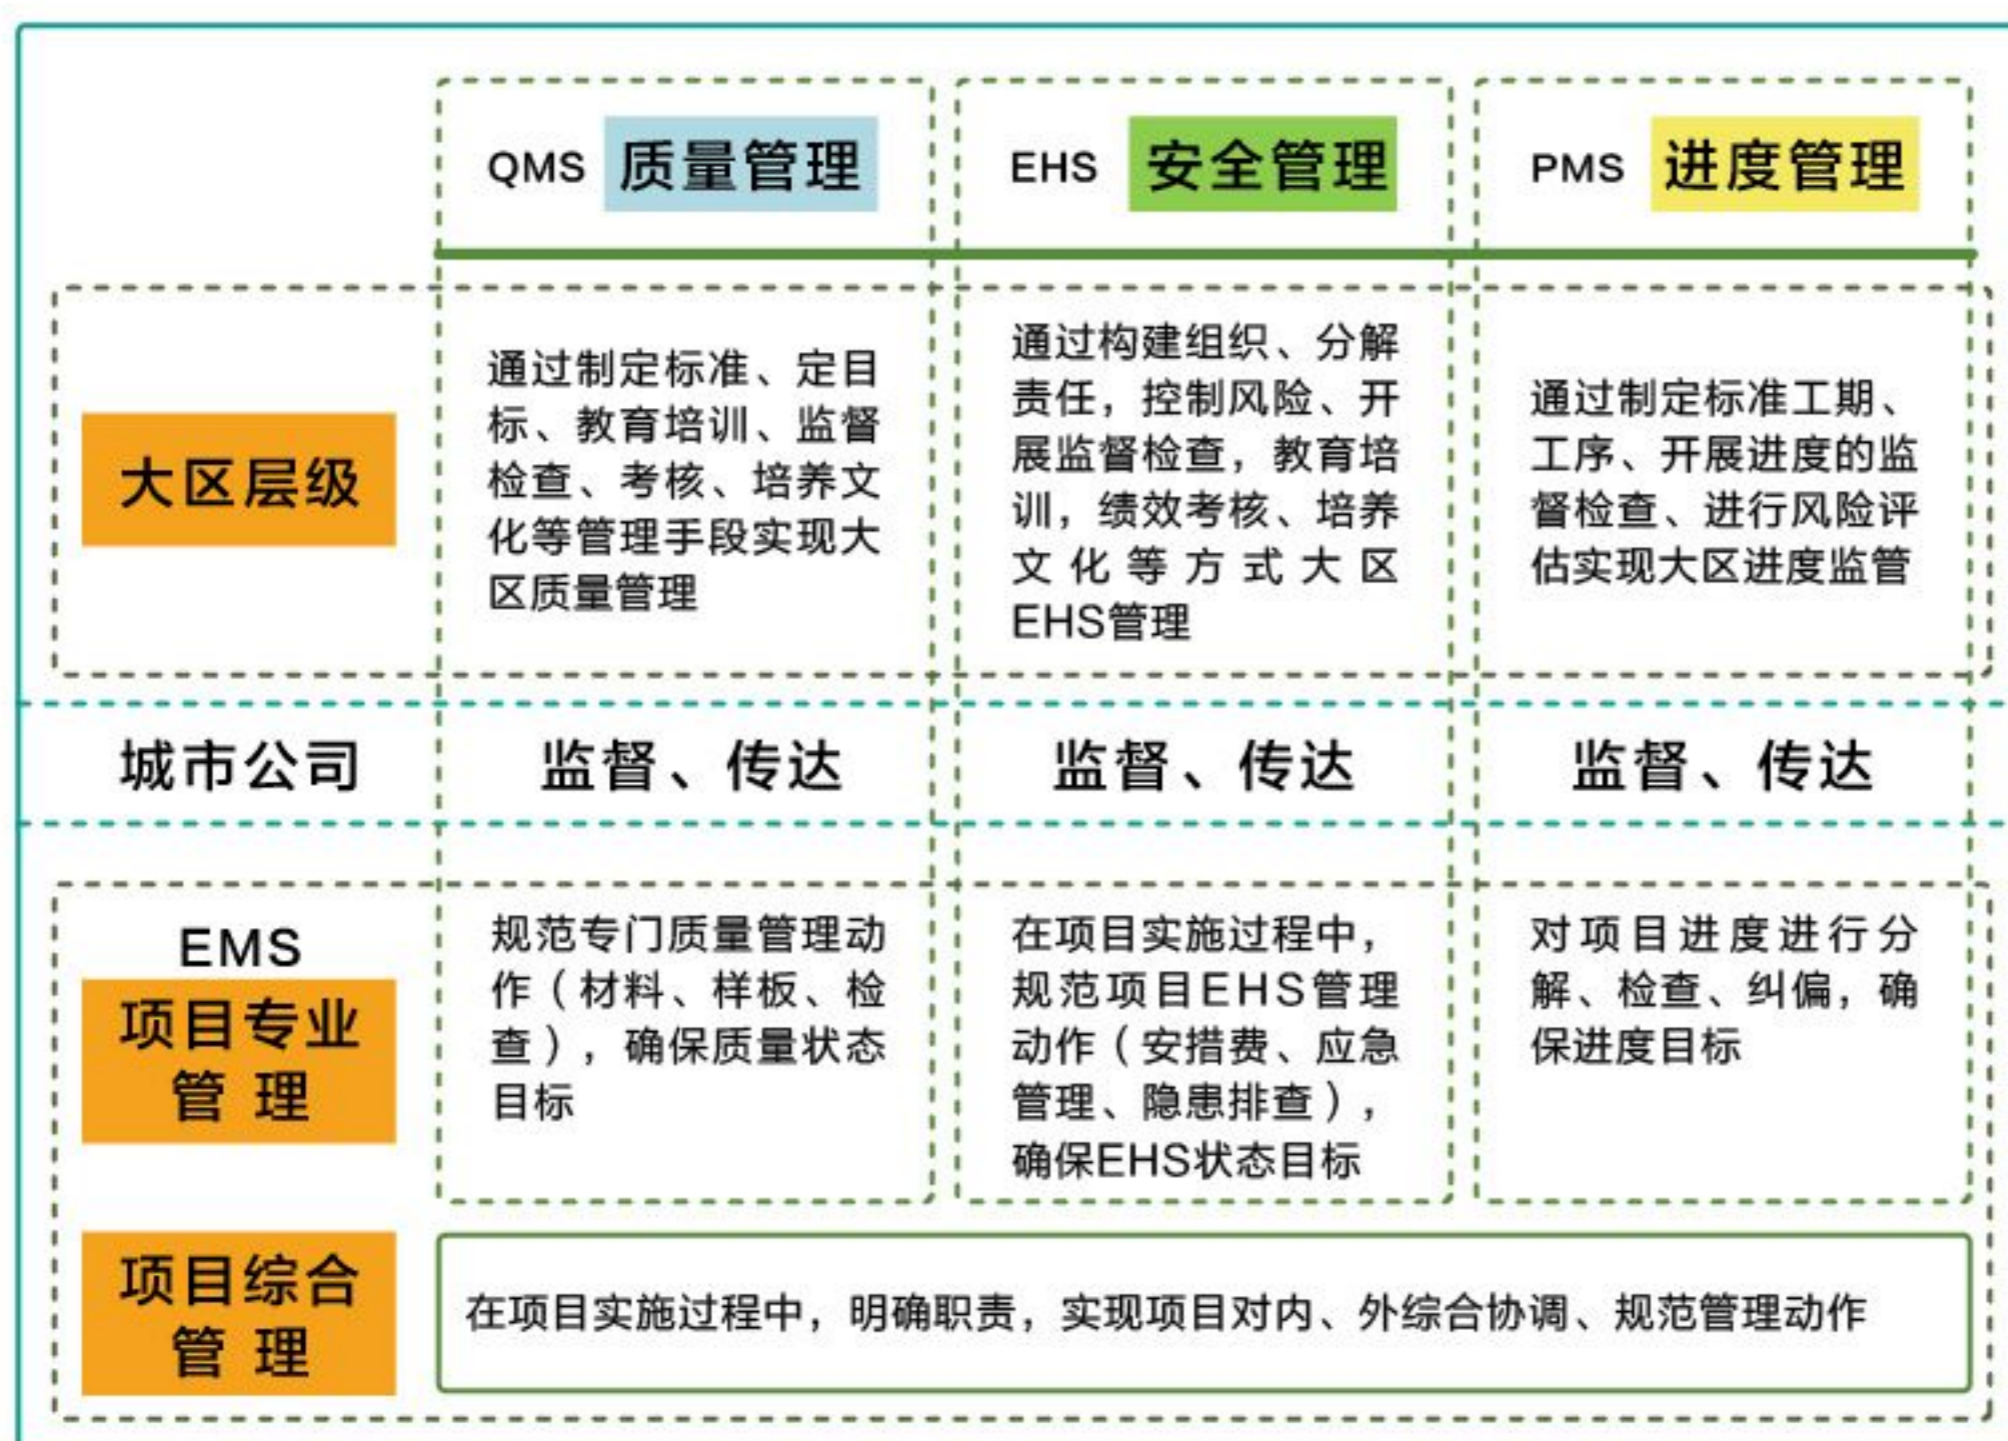 QMS 质量管理
EHS 安全管理
PMS 进度管理
大区层级
通过制定标准、定目
标、教育培训、监督
检查、考核、培养文
化等管理手段实现大
区质量管理
通过构建组织、分解
责任，控制风险、开
展监督检查，教育培
训，绩效考核、培养
文化等方式大区
EHS管理
通过制定标准工期、
工序、开展进度的监
督检查、进行风险评
估实现大区进度监管
城市公司
监督、传达
监督、传达
监督、传达
EMS
项目专业
管 理
规范专门质量管理动
作（材料、样板、检
查），确保质量状态
目标
在项目实施过程中，
规范项目EHS管理
动作（安措费、应急
管理、隐患排查），
确保EHS状态目标
对项目进度进行分
解、检查、纠偏，确
保进度目标
项目综合
管 理
在项目实施过程中，明确职责，实现项目对内、外综合协调、规范管理动作